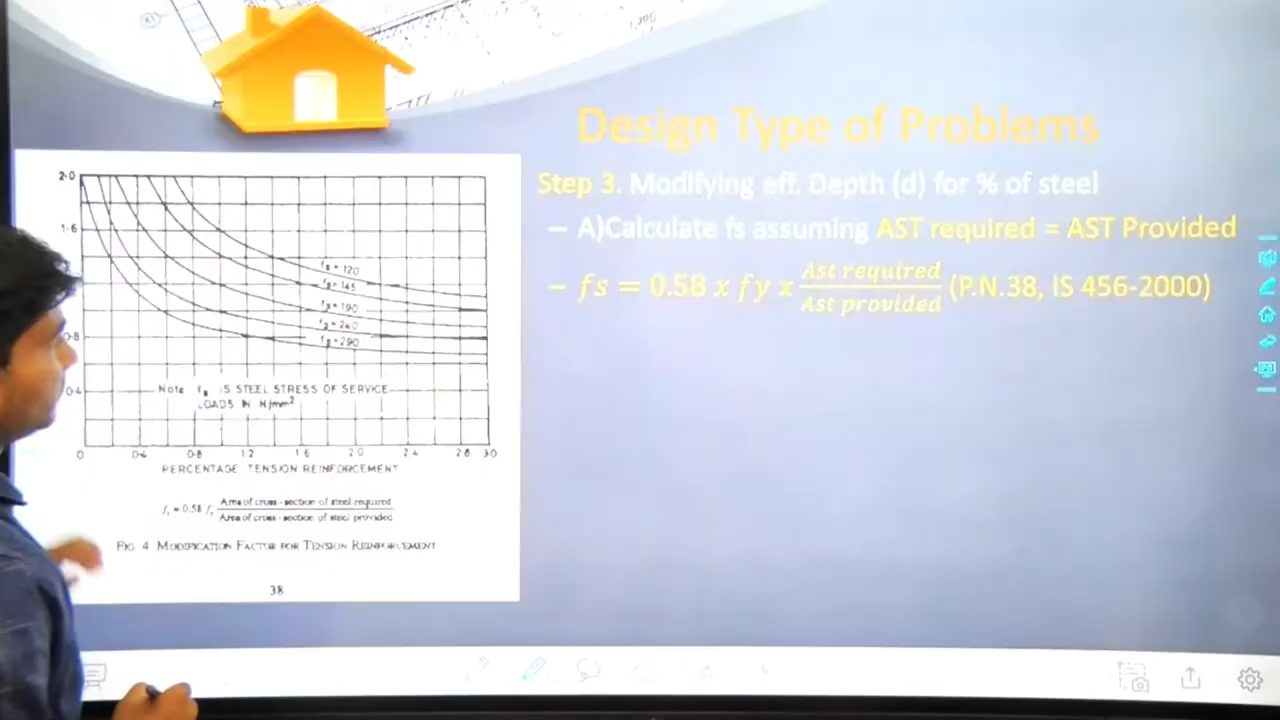 Design Type of Problems
Step 3. Modifying eff. Depth (d) for % of steel
– A)Calculate fs assuming AST required = AST Provided
– fs = 0.58 x fy - Ast required / Ast provided (P.N.38, IS 456-2000)
2·0
1·6
0·8
0·4
fs = 120
fs = 145
fs = 190
fs = 240
fs = 290
Note fs IS STEEL STRESS OF SERVICE
LOADS IN N/mm²
0 0·4 0·8 1·2 1·6 2·0 2·4 2·8 3·0
PERCENTAGE TENSION REINFORCEMENT
fs = 0.58 fy Area of cross-section of steel required / Area of cross-section of steel provided
FIG. 4 MODIFICATION FACTOR FOR TENSION REINFORCEMENT
38